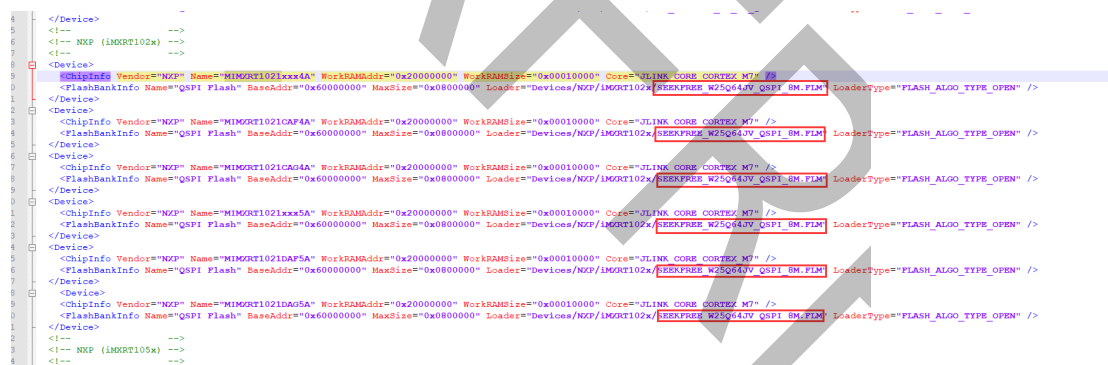 </Device>
<!--                    -->
<!-- NXP (iMXRT102x) -->
<!--                    -->
<Device>
<ChipInfo Vendor="NXP" Name="MIMXRT1021xxx4A" WorkRAMAddr="0x20000000" WorkRAMSize="0x00010000" Core="JLINK_CORE_CORTEX_M7" />
<FlashBankInfo Name="QSPI Flash" BaseAddr="0x60000000" MaxSize="0x0800000" Loader="Devices/NXP/iMXRT102x/SEEKFREE_W25Q64JV_QSPI_8M.FLM" LoaderType="FLASH_ALGO_TYPE_OPEN" />
</Device>
<Device>
<ChipInfo Vendor="NXP" Name="MIMXRT1021CAF4A" WorkRAMAddr="0x20000000" WorkRAMSize="0x00010000" Core="JLINK_CORE_CORTEX_M7" />
<FlashBankInfo Name="QSPI Flash" BaseAddr="0x60000000" MaxSize="0x0800000" Loader="Devices/NXP/iMXRT102x/SEEKFREE_W25Q64JV_QSPI_8M.FLM" LoaderType="FLASH_ALGO_TYPE_OPEN" />
</Device>
<Device>
<ChipInfo Vendor="NXP" Name="MIMXRT1021CAG4A" WorkRAMAddr="0x20000000" WorkRAMSize="0x00010000" Core="JLINK_CORE_CORTEX_M7" />
<FlashBankInfo Name="QSPI Flash" BaseAddr="0x60000000" MaxSize="0x0800000" Loader="Devices/NXP/iMXRT102x/SEEKFREE_W25Q64JV_QSPI_8M.FLM" LoaderType="FLASH_ALGO_TYPE_OPEN" />
</Device>
<Device>
<ChipInfo Vendor="NXP" Name="MIMXRT1021xxx5A" WorkRAMAddr="0x20000000" WorkRAMSize="0x00010000" Core="JLINK_CORE_CORTEX_M7" />
<FlashBankInfo Name="QSPI Flash" BaseAddr="0x60000000" MaxSize="0x0800000" Loader="Devices/NXP/iMXRT102x/SEEKFREE_W25Q64JV_QSPI_8M.FLM" LoaderType="FLASH_ALGO_TYPE_OPEN" />
</Device>
<Device>
<ChipInfo Vendor="NXP" Name="MIMXRT1021DAF5A" WorkRAMAddr="0x20000000" WorkRAMSize="0x00010000" Core="JLINK_CORE_CORTEX_M7" />
<FlashBankInfo Name="QSPI Flash" BaseAddr="0x60000000" MaxSize="0x0800000" Loader="Devices/NXP/iMXRT102x/SEEKFREE_W25Q64JV_QSPI_8M.FLM" LoaderType="FLASH_ALGO_TYPE_OPEN" />
</Device>
<Device>
<ChipInfo Vendor="NXP" Name="MIMXRT1021DAG5A" WorkRAMAddr="0x20000000" WorkRAMSize="0x00010000" Core="JLINK_CORE_CORTEX_M7" />
<FlashBankInfo Name="QSPI Flash" BaseAddr="0x60000000" MaxSize="0x0800000" Loader="Devices/NXP/iMXRT102x/SEEKFREE_W25Q64JV_QSPI_8M.FLM" LoaderType="FLASH_ALGO_TYPE_OPEN" />
</Device>
<!--                    -->
<!-- NXP (iMXRT105x) -->
<!--                    -->